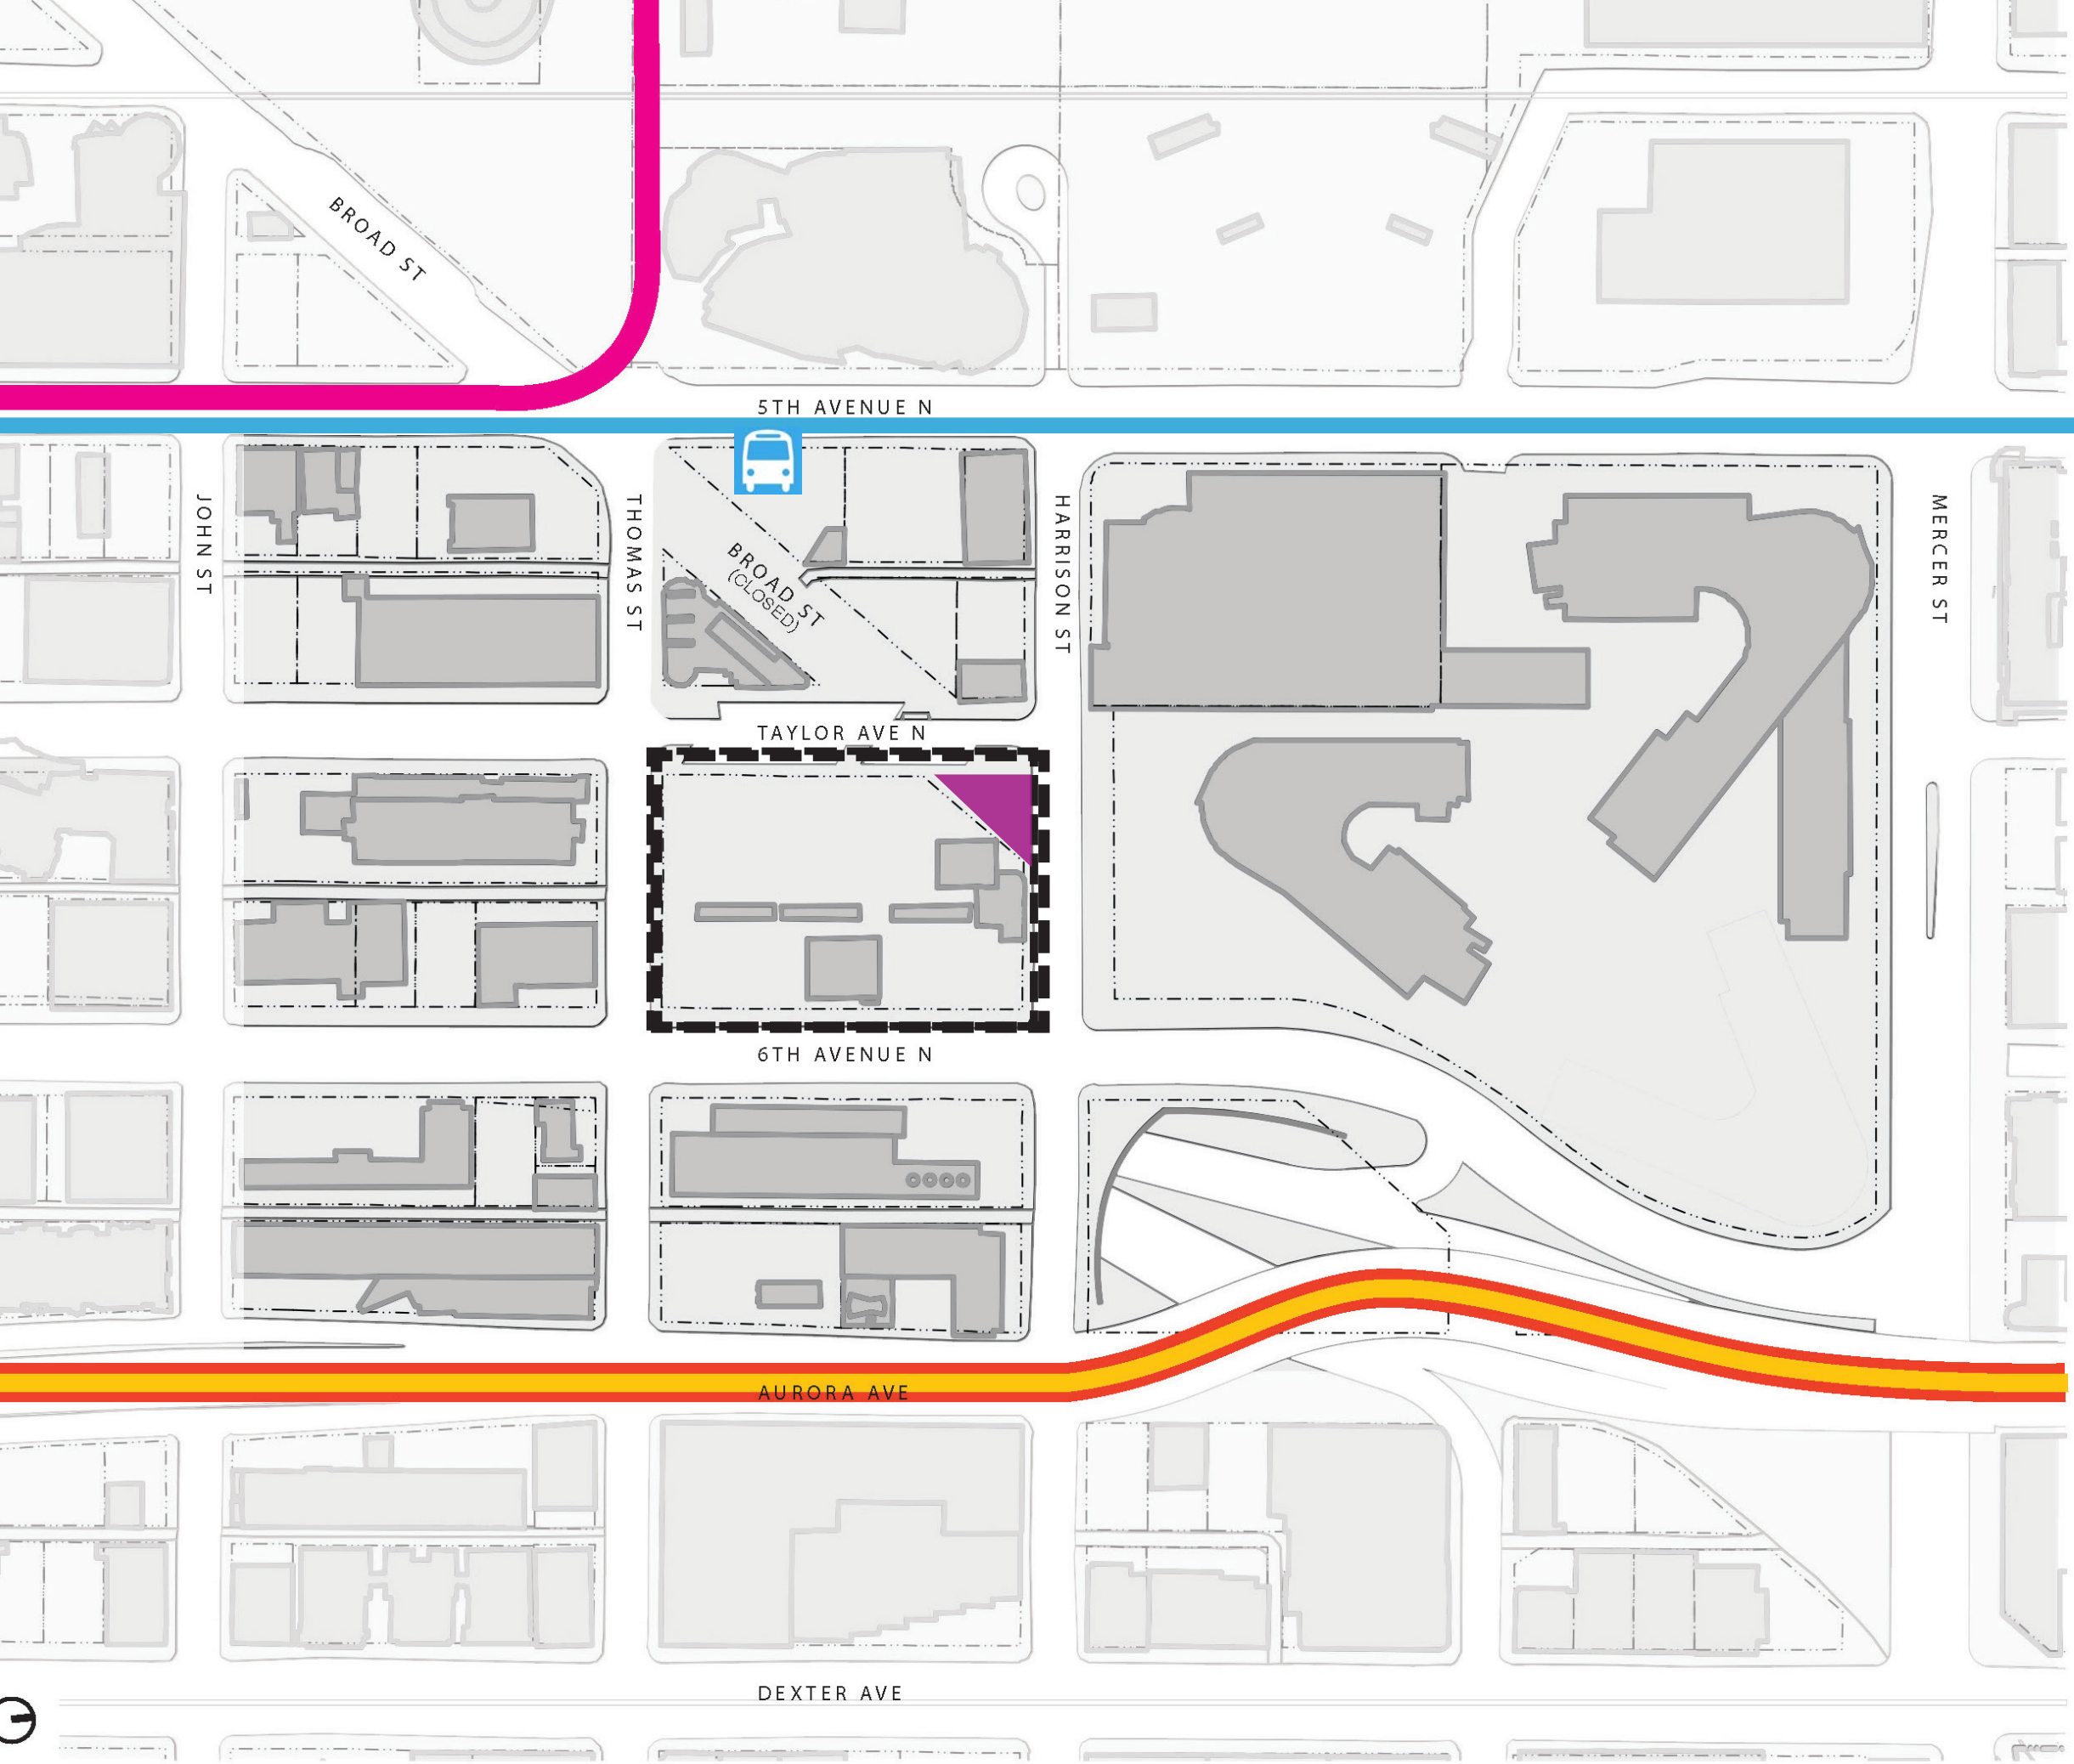 BROAD ST
5TH AVENUE N
JOHN ST
THOMAS ST
BROAD ST
(CLOSED)
HARRISON ST
MERCER ST
TAYLOR AVE N
6TH AVENUE N
AURORA AVE
DEXTER AVE